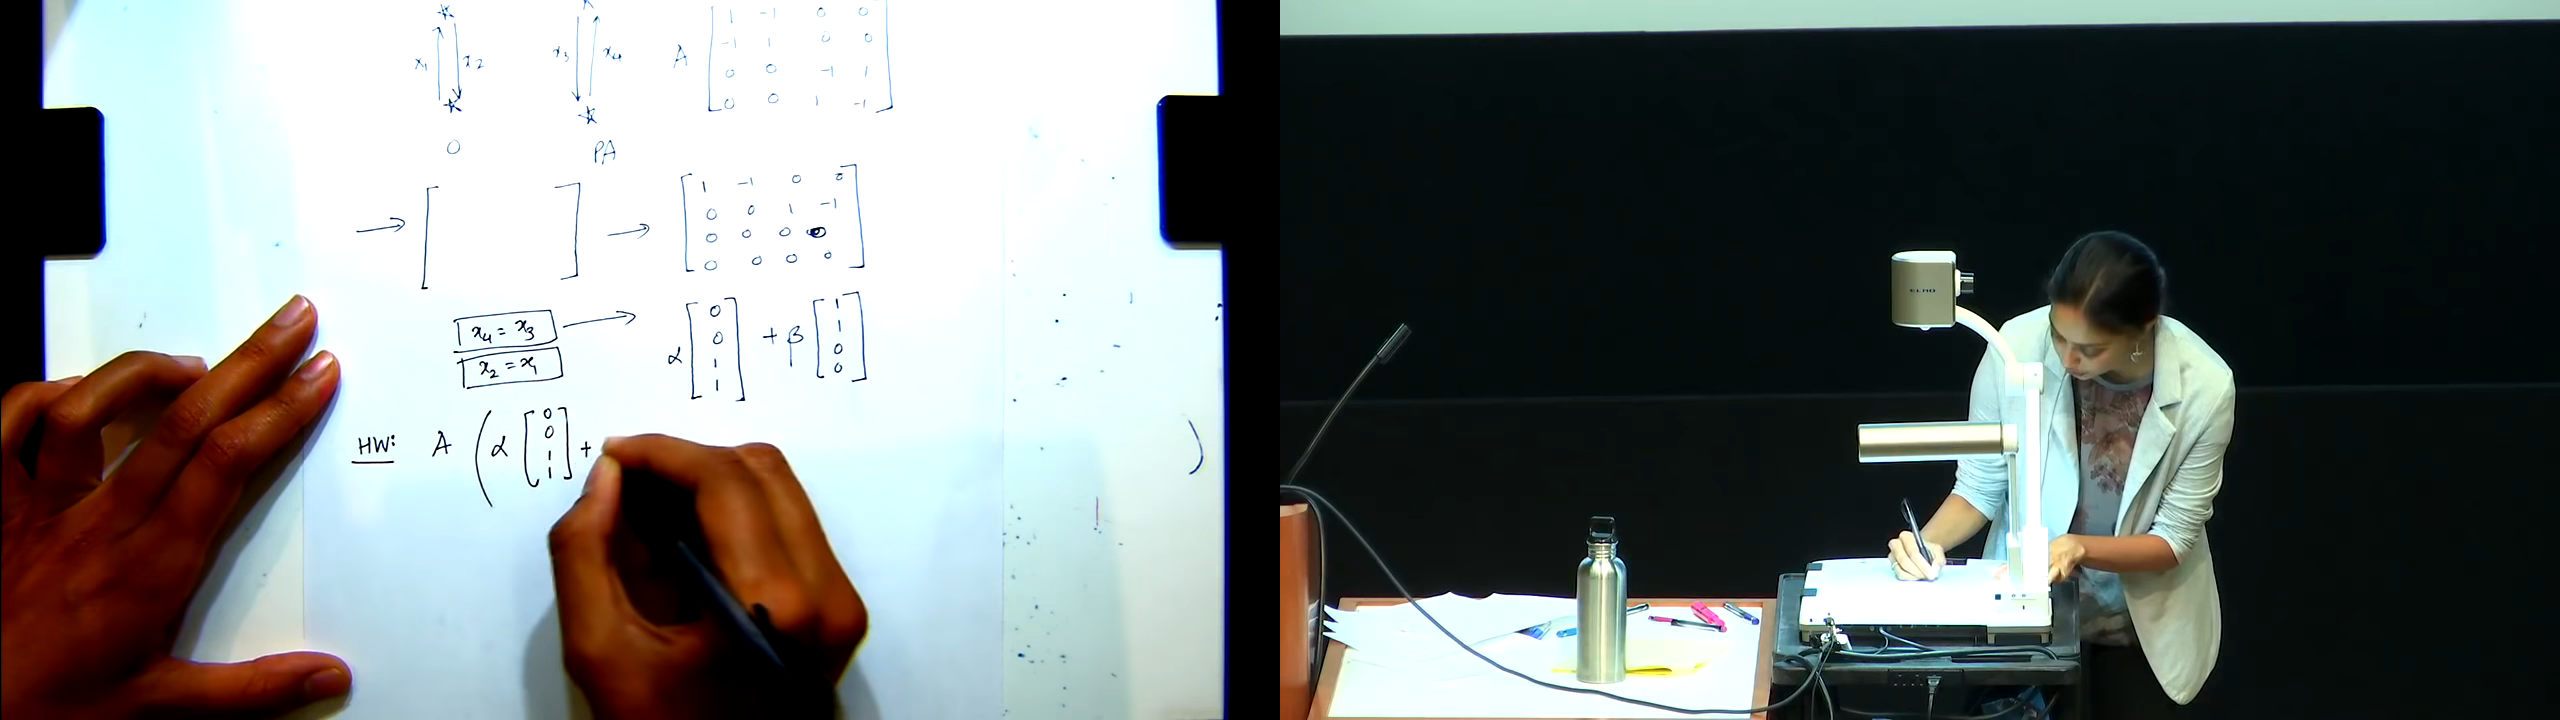 x₁ x₂ x₃ x₄ A
1 -1 0 0
-1 1 0 0
0 0 -1 1
0 0 1 -1
O PA
→ [ ] →
1 -1 0 0
0 0 1 -1
0 0 0 0
0 0 0 0
x₄ = x₃ →
x₂ = x₁
α [0 0 1 1] + β [1 1 0 0]
HW: A ( α [0 0 1 1] + )
ELMO